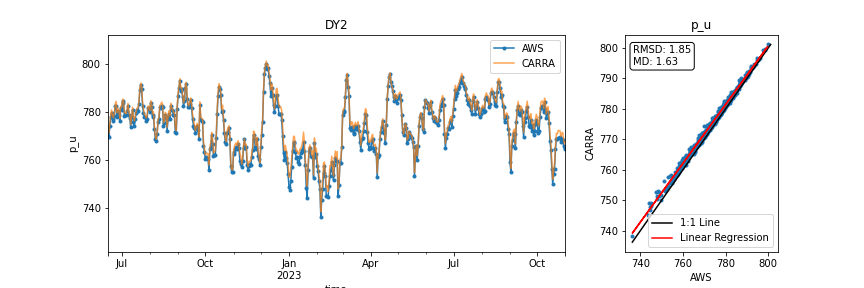 DY2
p_u
800
780
760
740
Jul
Oct
Jan
2023
Apr
Jul
Oct
time
AWS
CARRA
p_u
CARRA
800
790
780
770
760
750
740
740
760
780
800
AWS
RMSD: 1.85
MD: 1.63
1:1 Line
Linear Regression